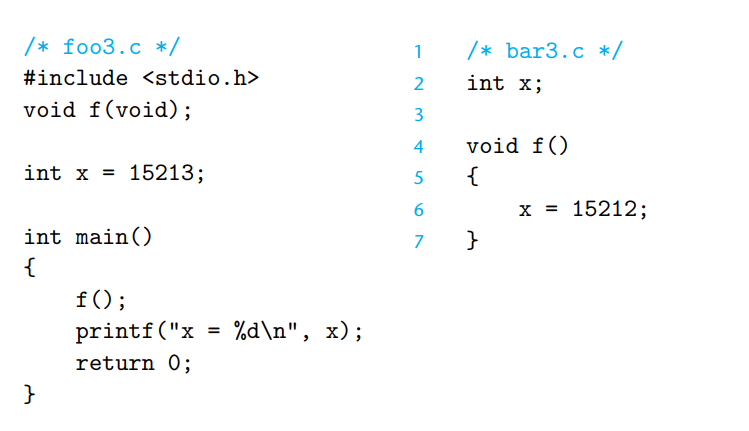 /* foo3.c */
#include <stdio.h>
void f(void);

int x = 15213;

int main()
{
    f();
    printf("x = %d\n", x);
    return 0;
}

1 /* bar3.c */
2 int x;
3
4 void f()
5 {
6     x = 15212;
7 }